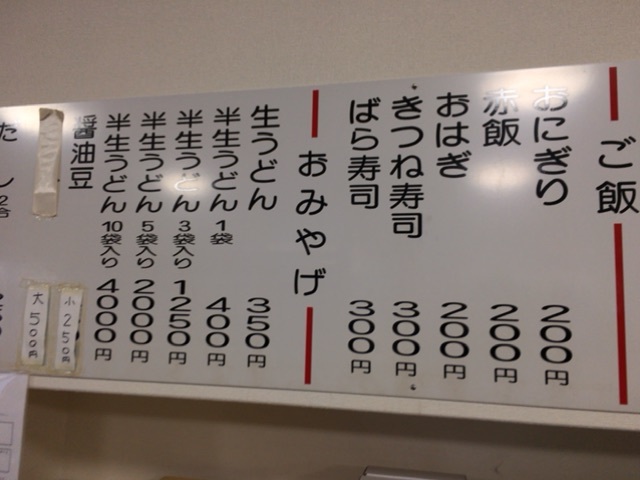 ご飯
おにぎり 200円
赤飯 200円
おはぎ 200円
きつね寿司 300円
ばら寿司 300円
おみやげ
生うどん 350円
半生うどん 1袋 400円
半生うどん 3袋入り 1250円
半生うどん 5袋入り 2000円
半生うどん 10袋入り 4000円
醤油豆 小250円
大500円